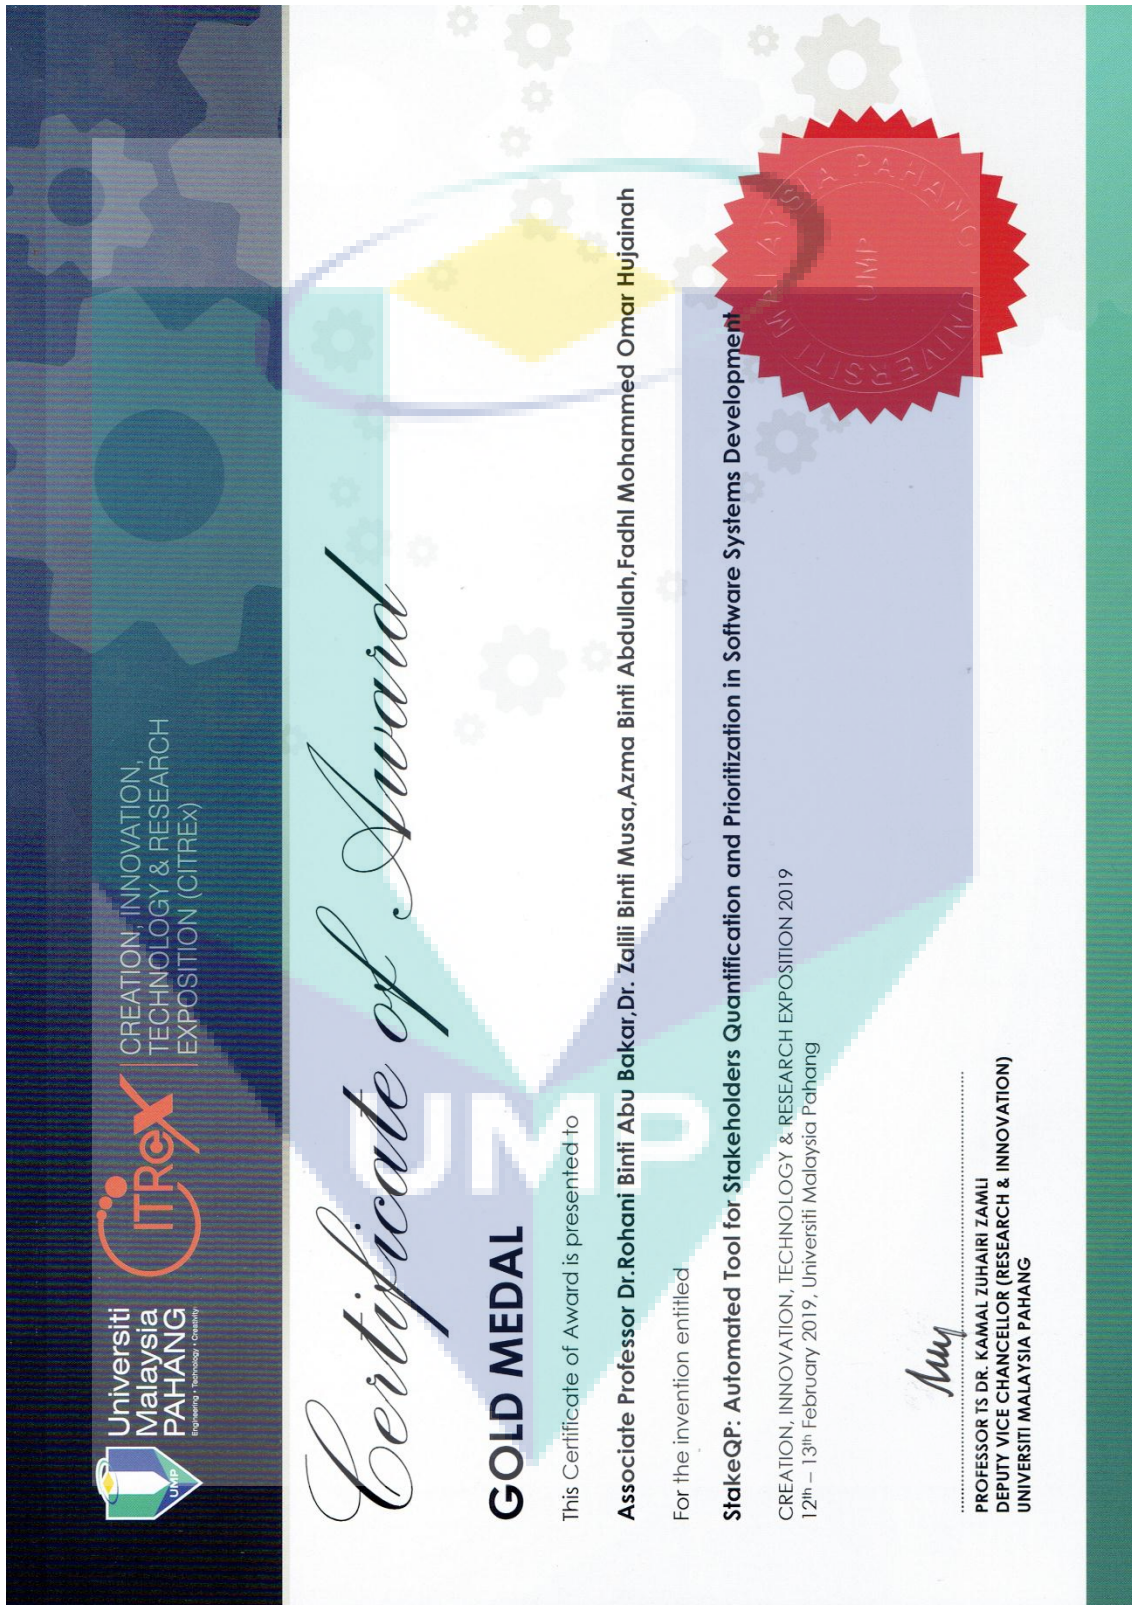 Universiti
Malaysia
PAHANG
Engineering • Technology • Creativity
CITREX
CREATION, INNOVATION,
TECHNOLOGY & RESEARCH
EXPOSITION (CITREX)
Certificate of Award
GOLD MEDAL
This Certificate of Award is presented to
Associate Professor Dr.Rohani Binti Abu Bakar,Dr. Zalili Binti Musa,Azma Binti Abdullah,Fadhl Mohammed Omar Hujainah
For the invention entitled
StakeQP: Automated Tool for Stakeholders Quantification and Prioritization in Software Systems Development
CREATION, INNOVATION, TECHNOLOGY & RESEARCH EXPOSITION 2019
12th – 13th February 2019, Universiti Malaysia Pahang
PROFESSOR TS DR. KAMAL ZUHAIRI ZAMLI
DEPUTY VICE CHANCELLOR (RESEARCH & INNOVATION)
UNIVERSITI MALAYSIA PAHANG
UMP
UMP
UNIVERSITI MALAYSIA PAHANG
UMP